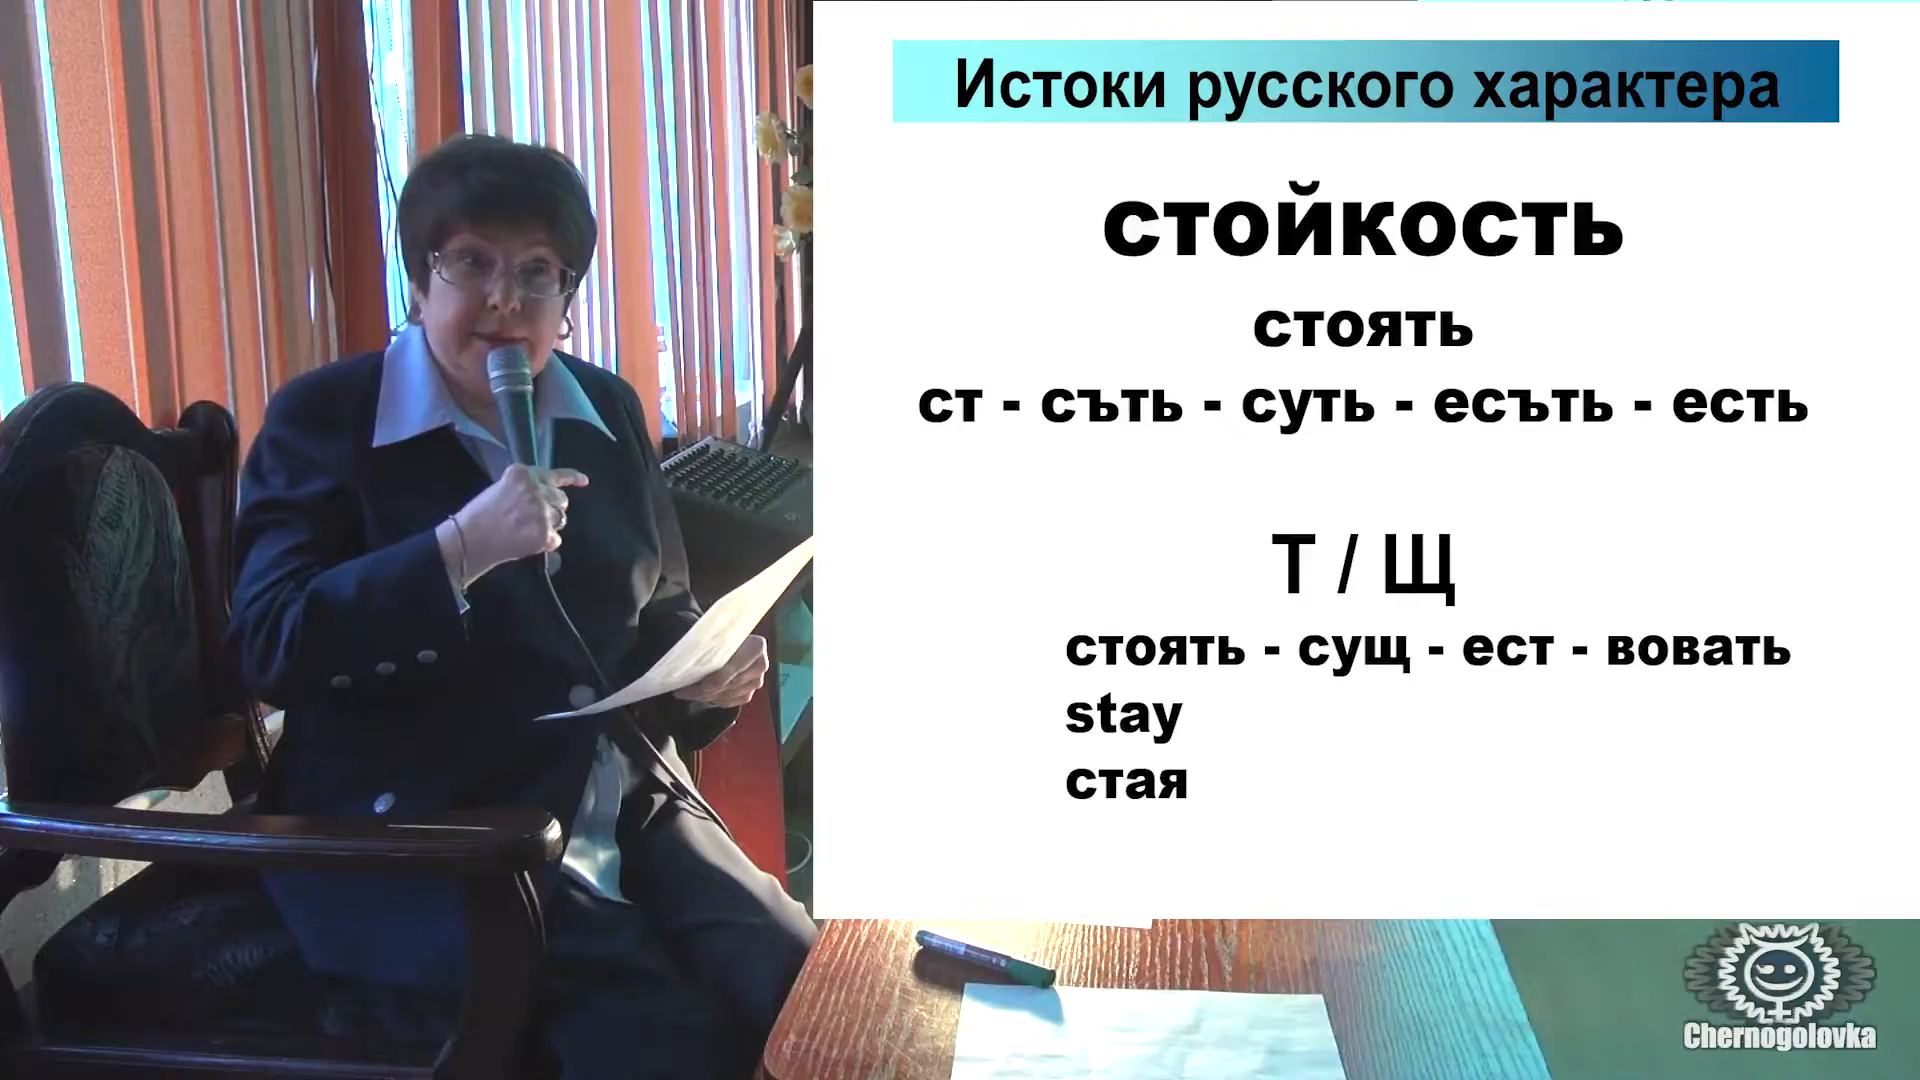 Истоки русского характера
стойкость
стоять
ст - съть - суть - есъть - есть
Т / Щ
стоять - сущ - ест - вовать
stay
стая
Chernogolovka